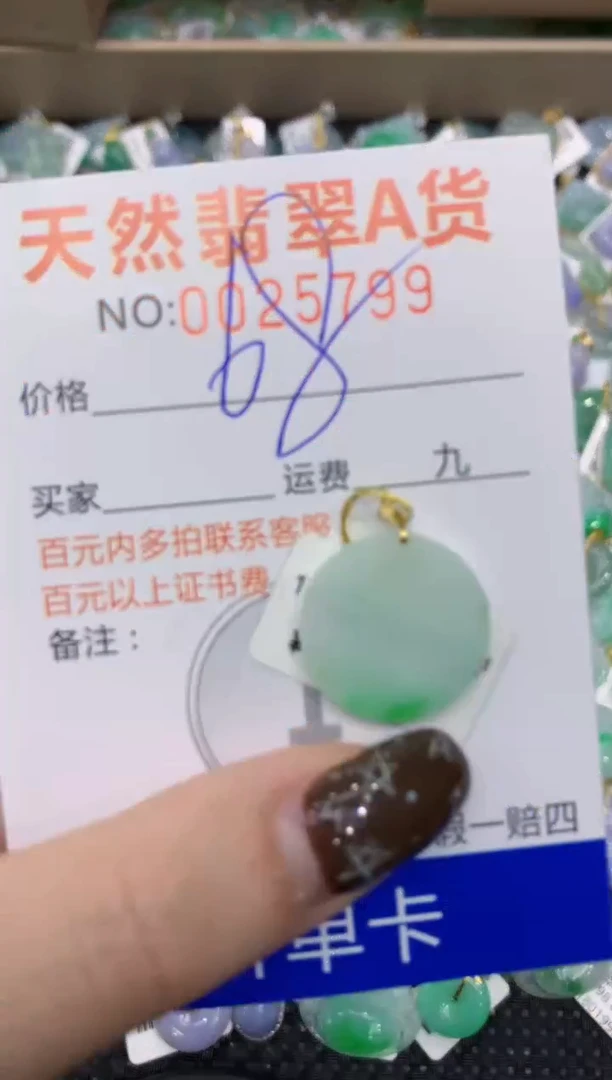 天然翡翠A货
NO:0025799
68
价格
买家 运费 九
百元内多拍联系客服
百元以上证书费
备注：
假一赔四
单卡